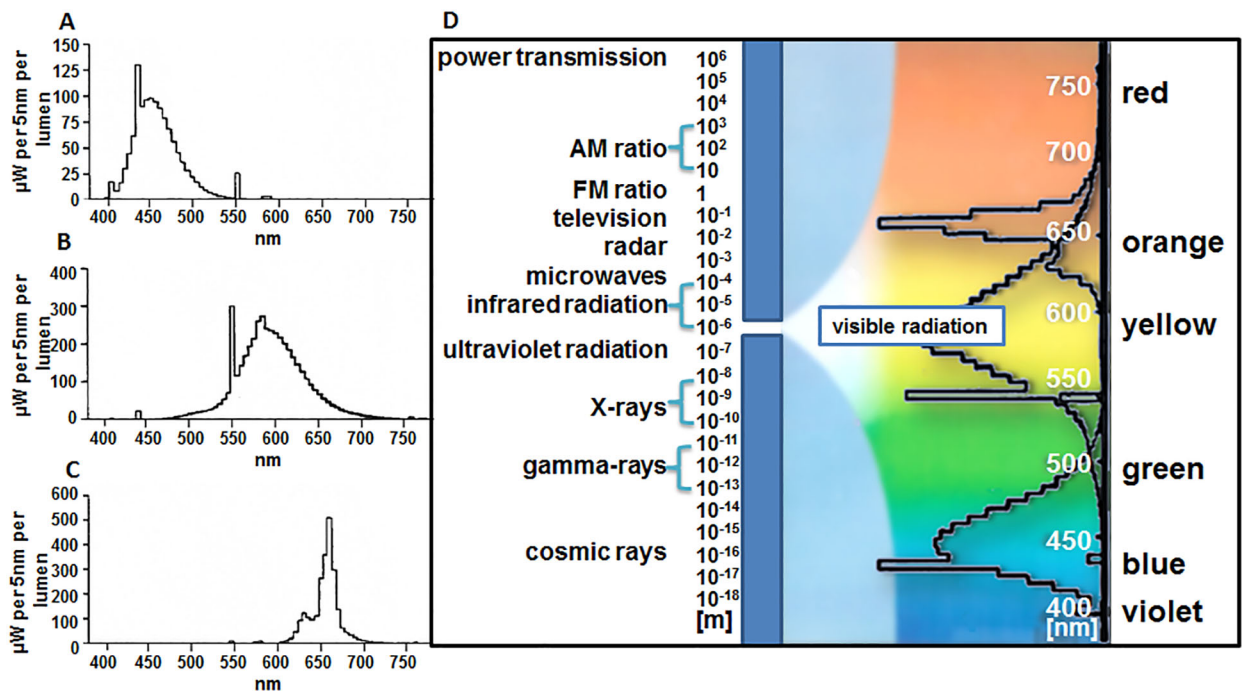 A
µW per 5nm per
lumen
150
125
100
75
50
25
0
400 450 500 550 600 650 700 750
nm
B
µW per 5nm per
lumen
400
300
200
100
0
400 450 500 550 600 650 700 750
nm
C
µW per 5nm per
lumen
600
500
400
300
200
100
0
400 450 500 550 600 650 700 750
nm
D
power transmission
AM ratio
FM ratio
television
radar
microwaves
infrared radiation
ultraviolet radiation
X-rays
gamma-rays
cosmic rays
10⁶
10⁵
10⁴
10³
10²
10
1
10⁻¹
10⁻²
10⁻³
10⁻⁴
10⁻⁵
10⁻⁶
10⁻⁷
10⁻⁸
10⁻⁹
10⁻¹⁰
10⁻¹¹
10⁻¹²
10⁻¹³
10⁻¹⁴
10⁻¹⁵
10⁻¹⁶
10⁻¹⁷
10⁻¹⁸
[m]
visible radiation
750
700
650
600
550
500
450
400
[nm]
red
orange
yellow
green
blue
violet